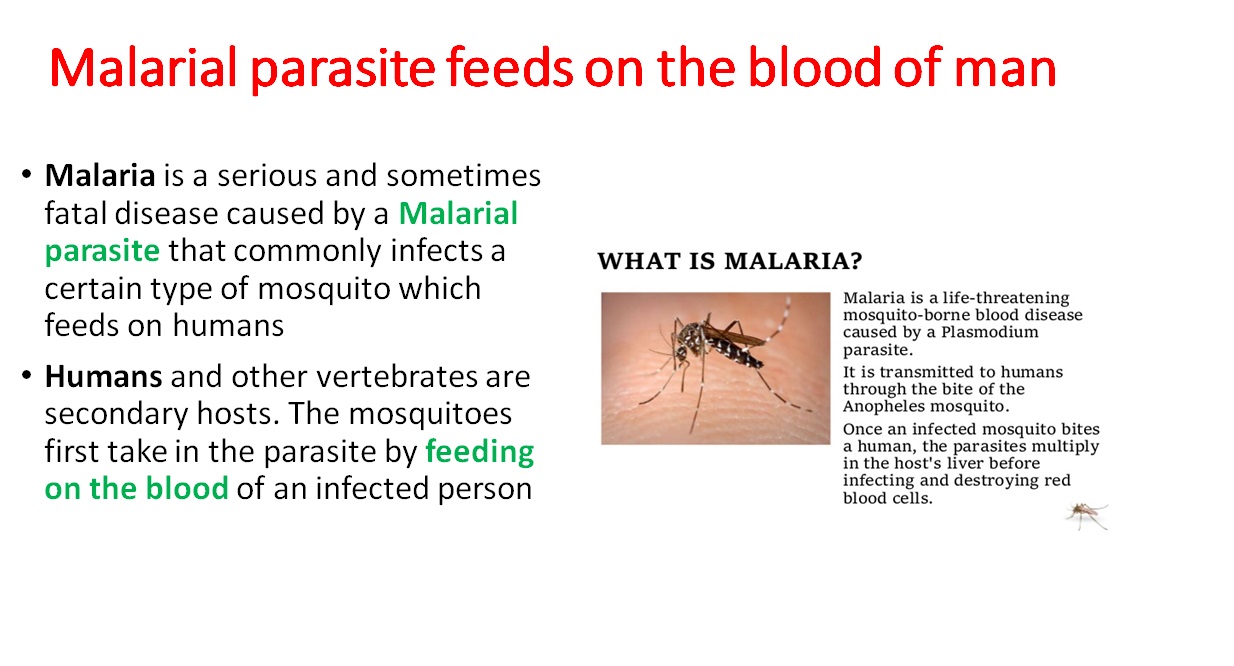 Malarial parasite feeds on the blood of man
• Malaria is a serious and sometimes
fatal disease caused by a Malarial
parasite that commonly infects a
certain type of mosquito which
feeds on humans
• Humans and other vertebrates are
secondary hosts. The mosquitoes
first take in the parasite by feeding
on the blood of an infected person
WHAT IS MALARIA?
Malaria is a life-threatening
mosquito-borne blood disease
caused by a Plasmodium
parasite.
It is transmitted to humans
through the bite of the
Anopheles mosquito.
Once an infected mosquito bites
a human, the parasites multiply
in the host's liver before
infecting and destroying red
blood cells.